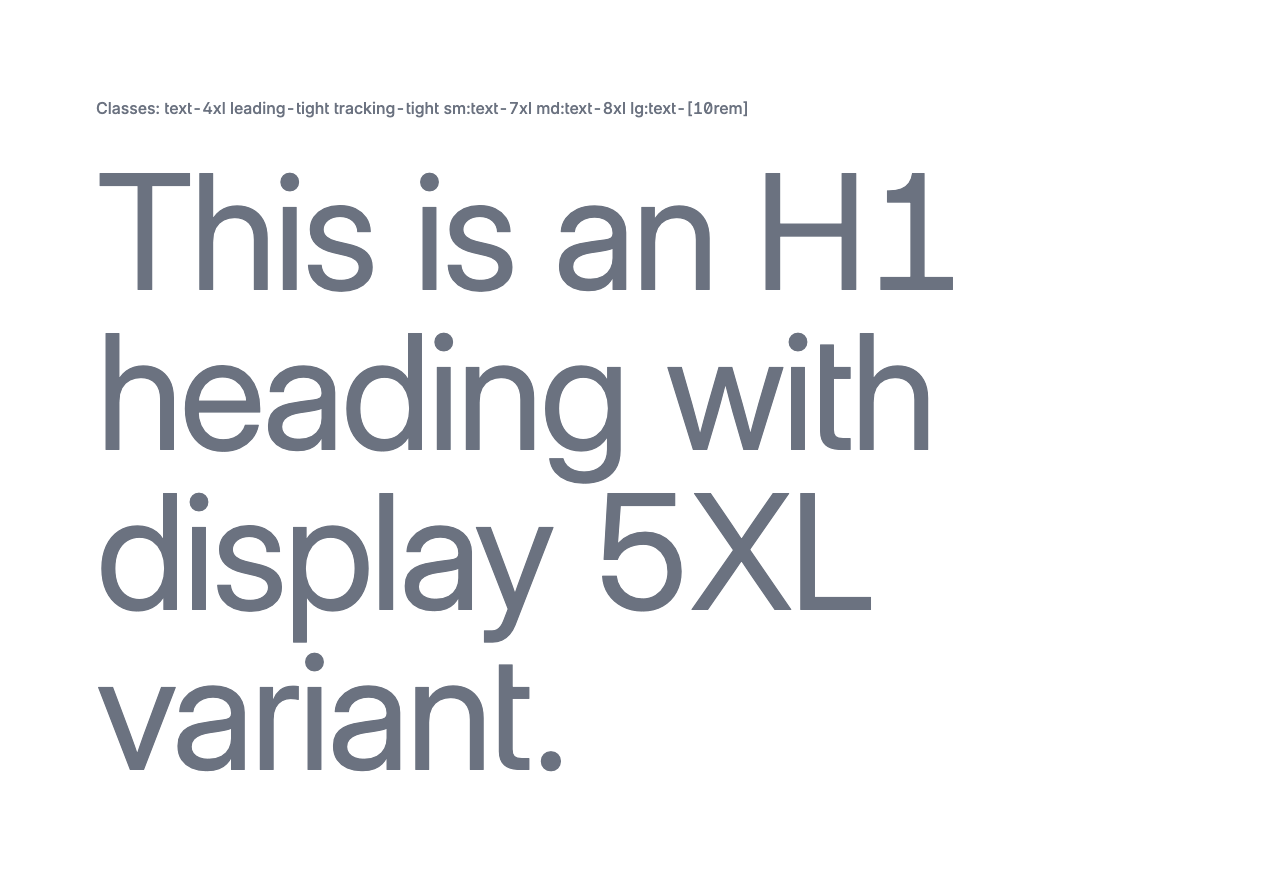 Classes: text-4xl leading-tight tracking-tight sm:text-7xl md:text-8xl lg:text-[10rem]
This is an H1
heading with
display 5XL
variant.